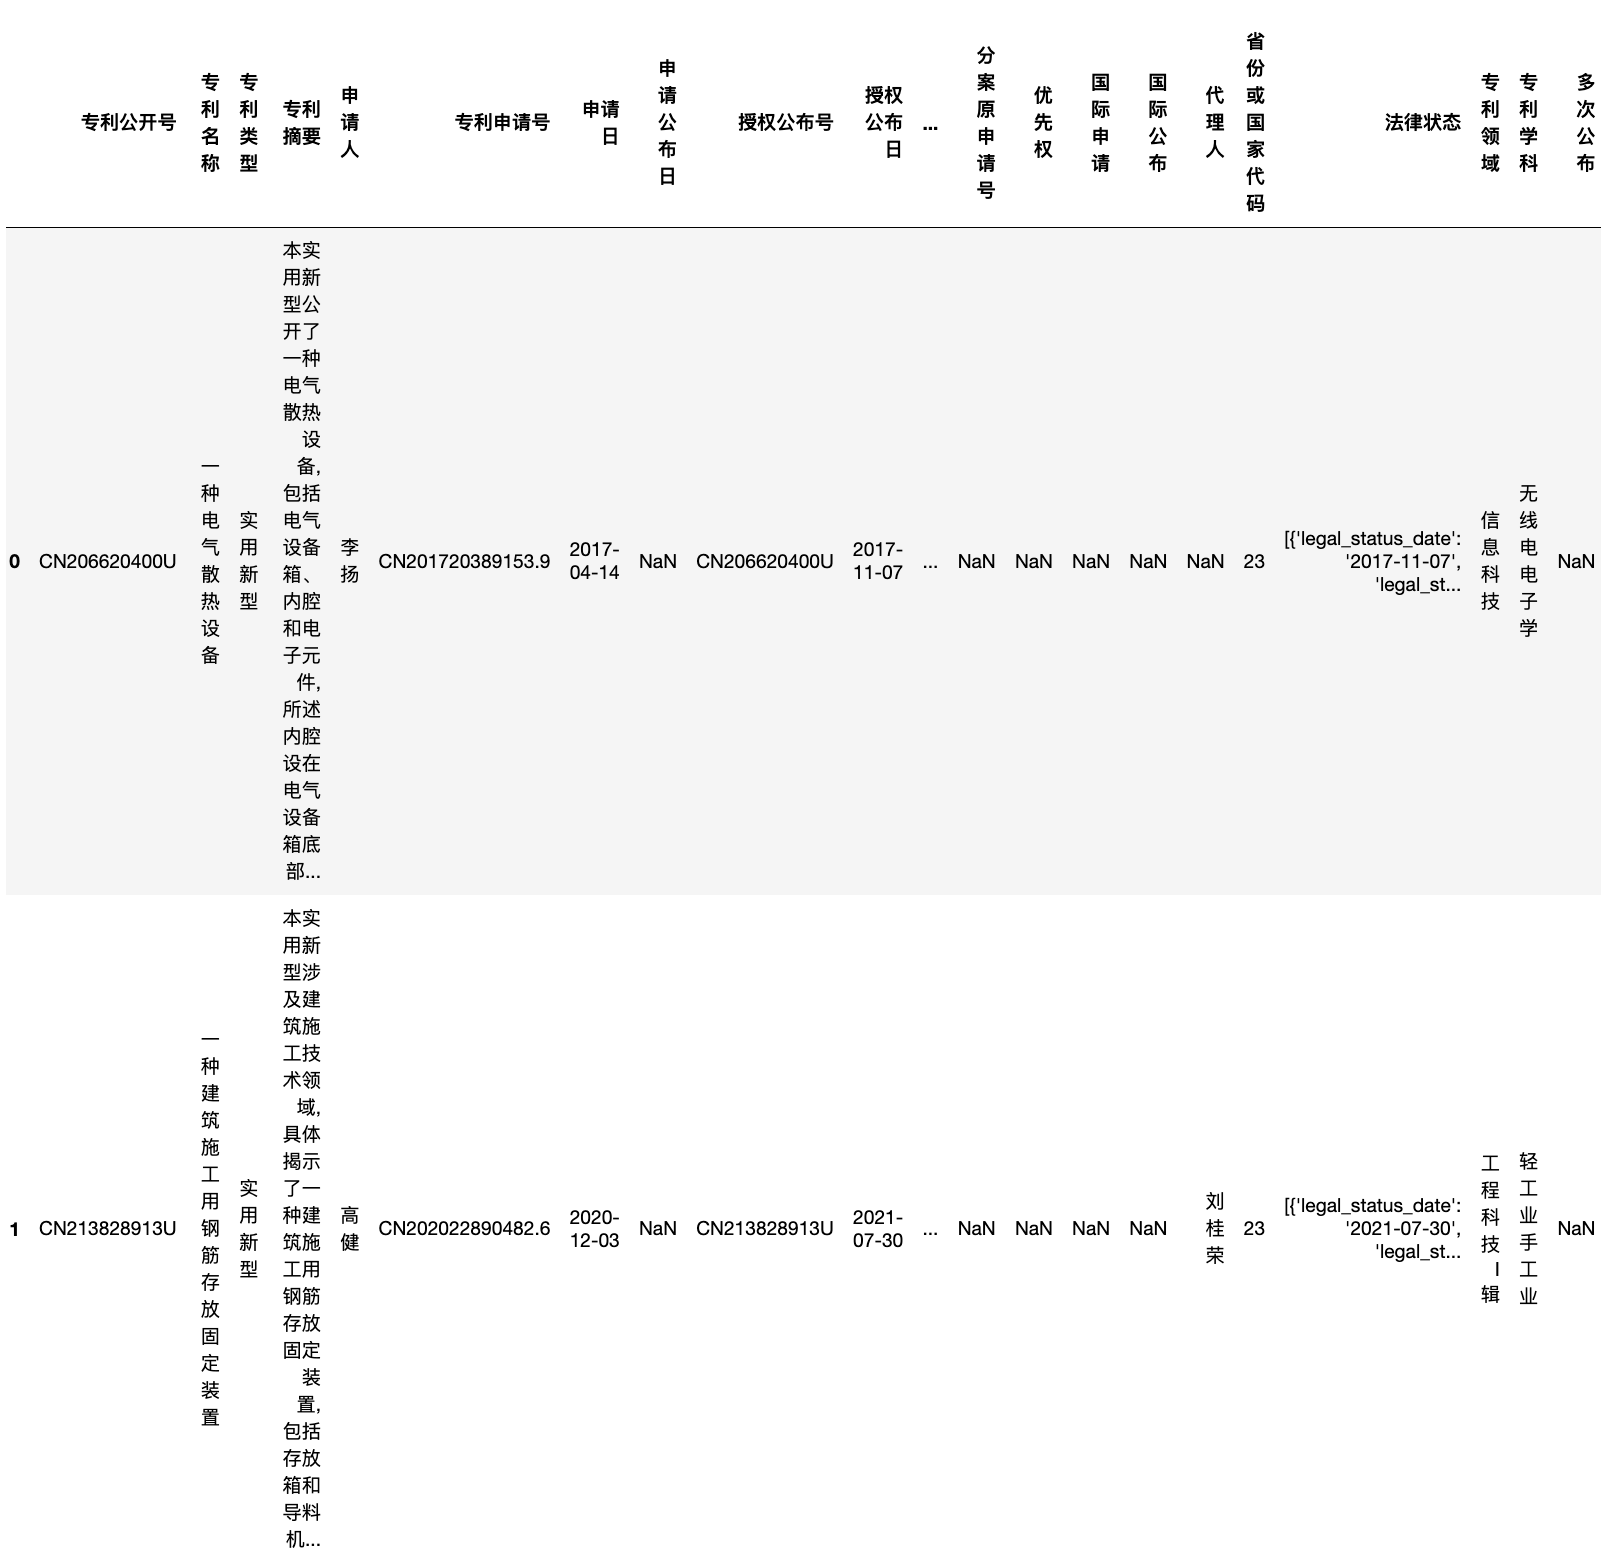 专利公开号 专利名称 专利类型 专利摘要 申请人 专利申请号 申请日 申请公布日 授权公布号 授权公布日 ... 分案原申请号 优先权 国际申请 国际公布 代理人 省份或国家代码 法律状态 专利领域 专利学科 多次公布
0 CN206620400U 一种电气散热设备 实用新型 本实用新型公开了一种电气散热设备,包括电气设备箱、内腔和电子元件,所述内腔设在电气设备箱底部... 李扬 CN201720389153.9 2017-04-14 NaN CN206620400U 2017-11-07 ... NaN NaN NaN NaN NaN 23 [{'legal_status_date': '2017-11-07', 'legal_st... 信息科技 无线电电子学 NaN
1 CN213828913U 一种建筑施工用钢筋存放固定装置 实用新型 本实用新型涉及建筑施工技术领域,具体揭示了一种建筑施工用钢筋存放固定装置,包括存放箱和导料机... 高健 CN202022890482.6 2020-12-03 NaN CN213828913U 2021-07-30 ... NaN NaN NaN NaN 刘桂荣 23 [{'legal_status_date': '2021-07-30', 'legal_st... 工程科技I辑 轻工业手工业 NaN